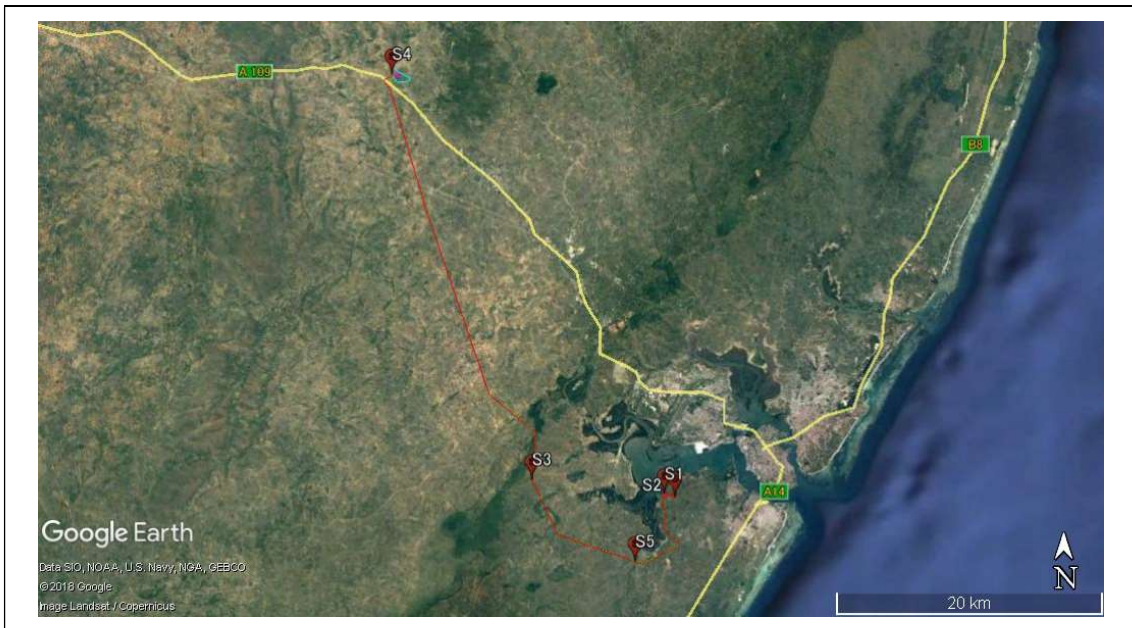 S4
A 109
B8
S3
S1
S2
A14
S5
Google Earth
Data SIO, NOAA, U.S. Navy, NGA, GEBCO
©2018 Google
Image Landsat / Copernicus
N
20 km